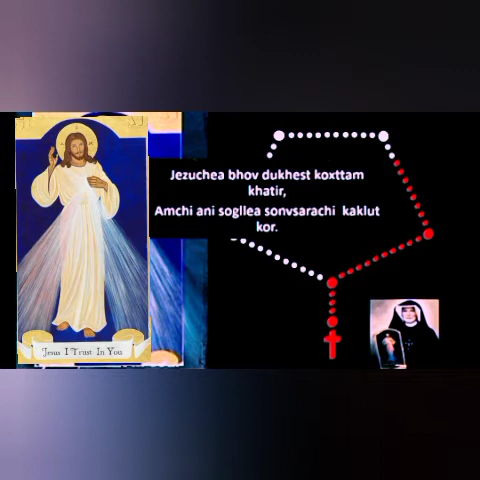 Jezuchea bhov dukhest koxttam
khatir,
Amchi ani sogllea sonvsarachi kaklut
kor.
Jesus I Trust In You